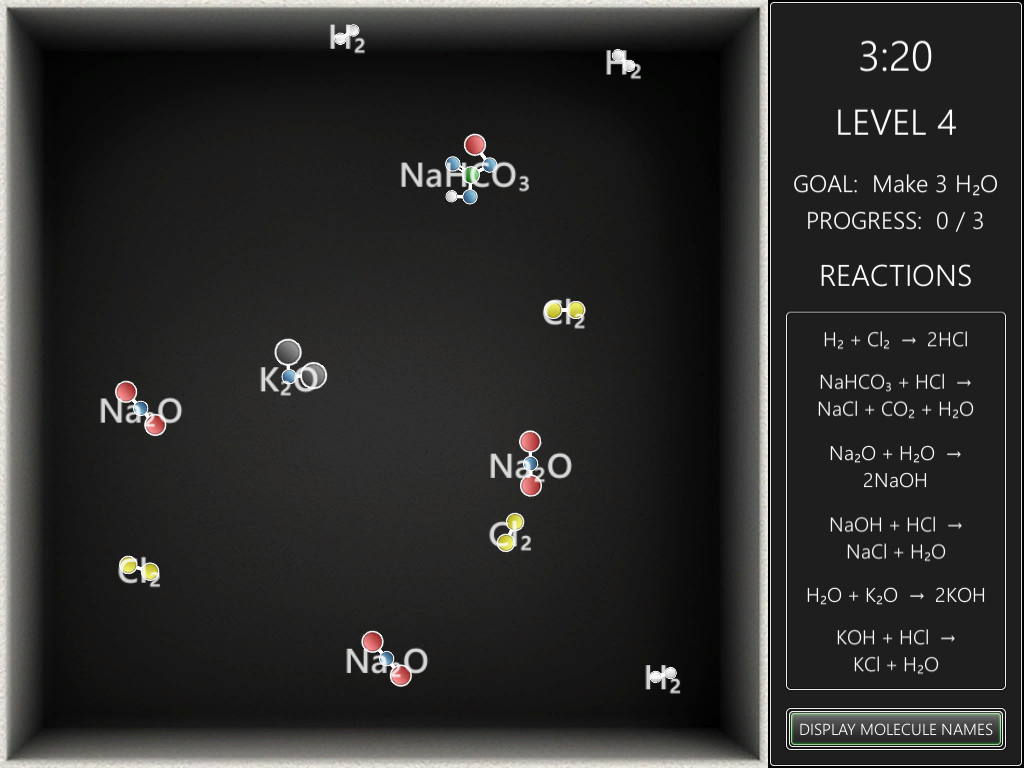 H₂
H₂
NaHCO₃
Cl₂
K₂O
Na₂O
Na₂O
Cl₂
Cl₂
Na₂O
H₂
3:20
LEVEL 4
GOAL: Make 3 H₂O
PROGRESS: 0 / 3
REACTIONS
H₂ + Cl₂ → 2HCl
NaHCO₃ + HCl →
NaCl + CO₂ + H₂O
Na₂O + H₂O →
2NaOH
NaOH + HCl →
NaCl + H₂O
H₂O + K₂O → 2KOH
KOH + HCl →
KCl + H₂O
DISPLAY MOLECULE NAMES